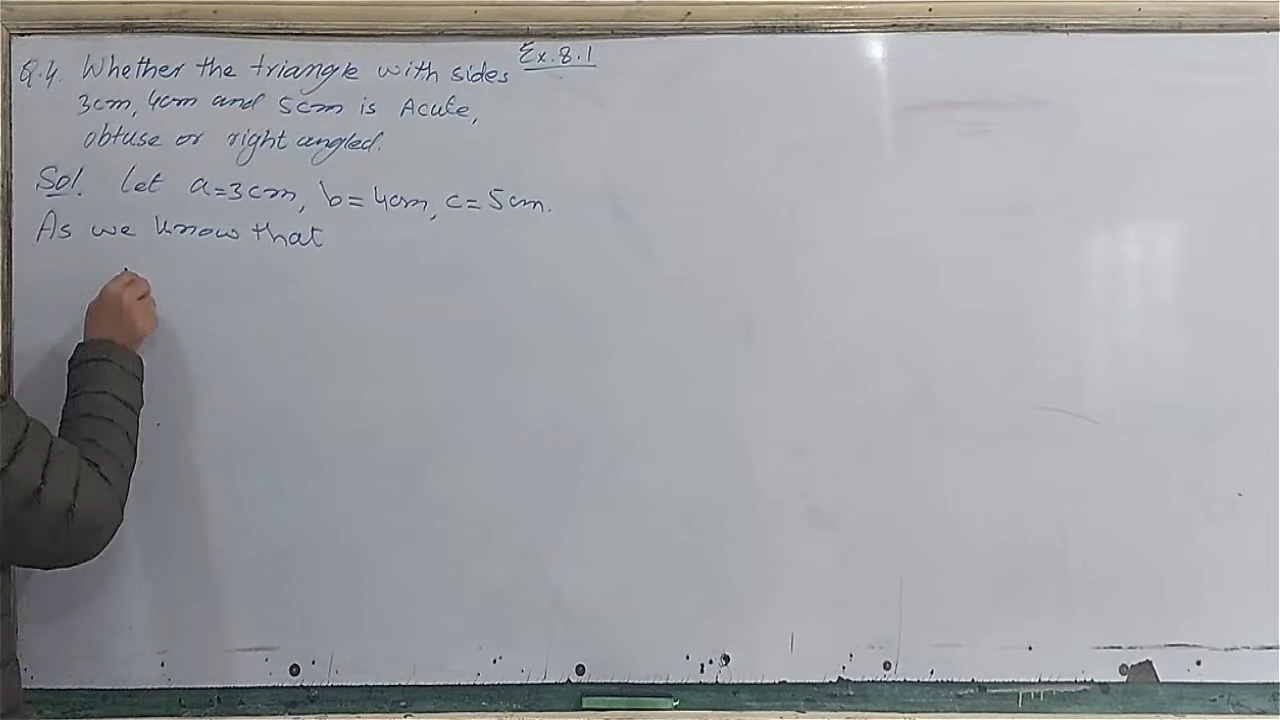 Ex.8.1
Q.4. Whether the triangle with sides
3cm, 4cm and 5cm is Acute,
obtuse or right angled.
Sol. Let a=3cm, b=4cm, c=5cm.
As we know that